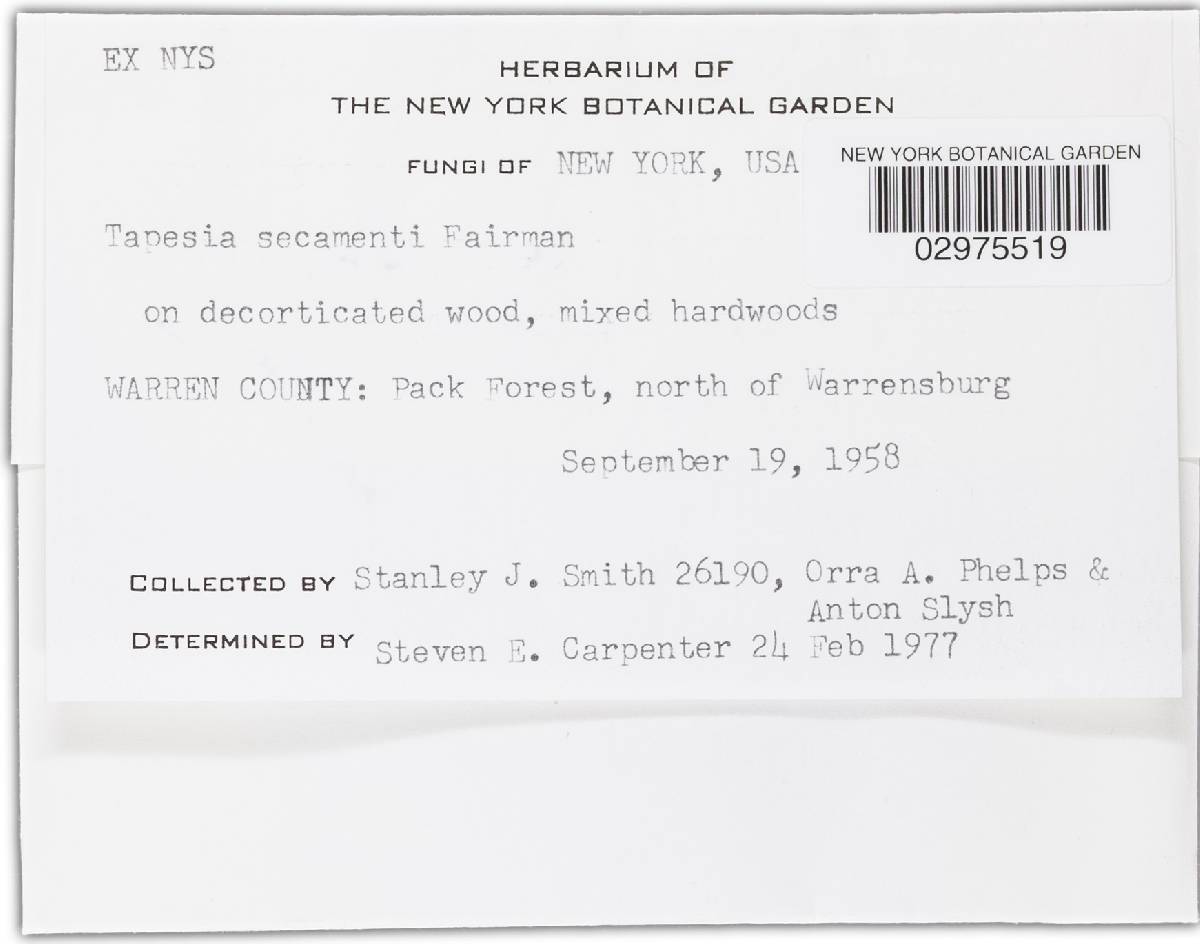 EX NYS
HERBARIUM OF
THE NEW YORK BOTANICAL GARDEN
FUNGI OF NEW YORK, USA
NEW YORK BOTANICAL GARDEN
02975519
Tapesia secamenti Fairman
on decorticated wood, mixed hardwoods
WARREN COUNTY: Pack Forest, north of Warrensburg
September 19, 1958
COLLECTED BY Stanley J. Smith 26190, Orra A. Phelps &
Anton Slysh
DETERMINED BY Steven E. Carpenter 24 Feb 1977